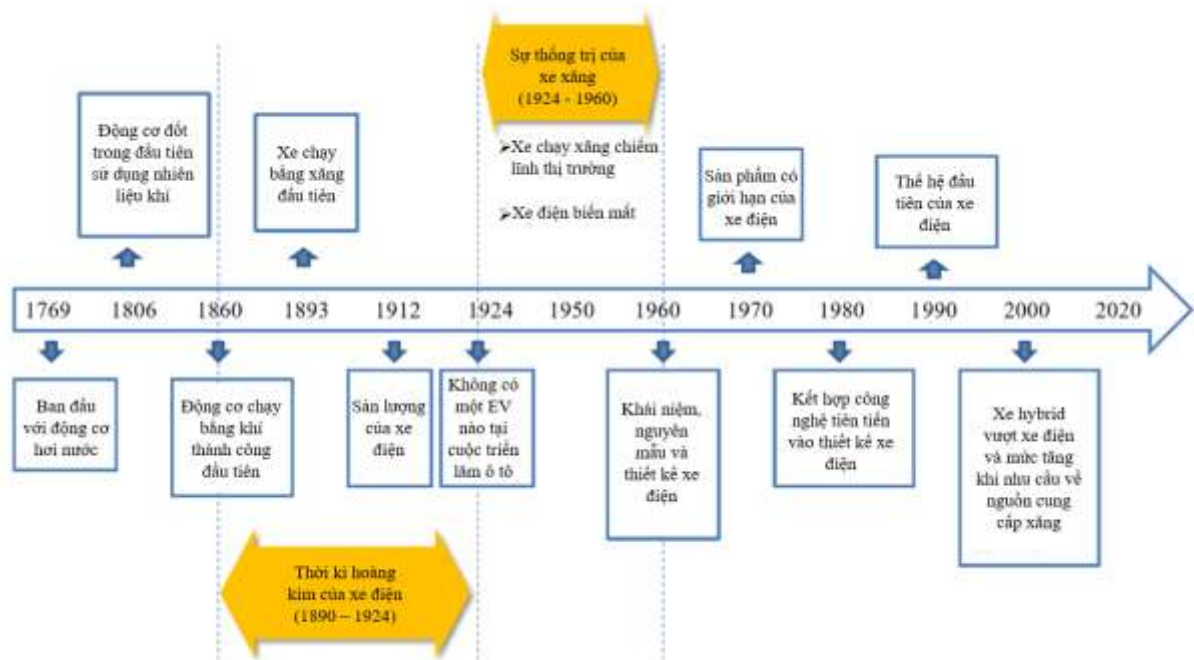 Sự thống trị của
xe xăng
(1924 - 1960)
Động cơ đốt
trong đầu tiên
sử dụng nhiên
liệu khí
Xe chạy
bằng xăng
đầu tiên
➢Xe chạy xăng chiếm
lĩnh thị trường
➢Xe điện biến mất
Sản phẩm có
giới hạn của
xe điện
Thế hệ đầu
tiên của xe
điện
1769 1806 1860 1893 1912 1924 1950 1960 1970 1980 1990 2000 2020
Ban đầu
với động cơ
hơi nước
Động cơ chạy
bằng khí
thành công
đầu tiên
Sản lượng
của xe
điện
Không có
một EV
nào tại
cuộc triển
lãm ô tô
Khái niệm,
nguyên
mẫu và
thiết kế xe
điện
Kết hợp công
nghệ tiên tiến
vào thiết kế xe
điện
Xe hybrid
vượt xe điện
và mức tăng
khi nhu cầu về
nguồn cung
cấp xăng
Thời kì hoàng
kim của xe điện
(1890 – 1924)